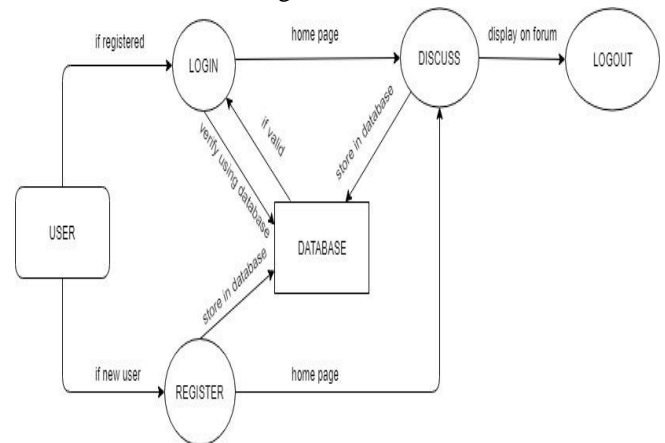 if registered
LOGIN
home page
DISCUSS
display on forum
LOGOUT
verify using database
if valid
store in database
USER
DATABASE
store in database
if new user
REGISTER
home page